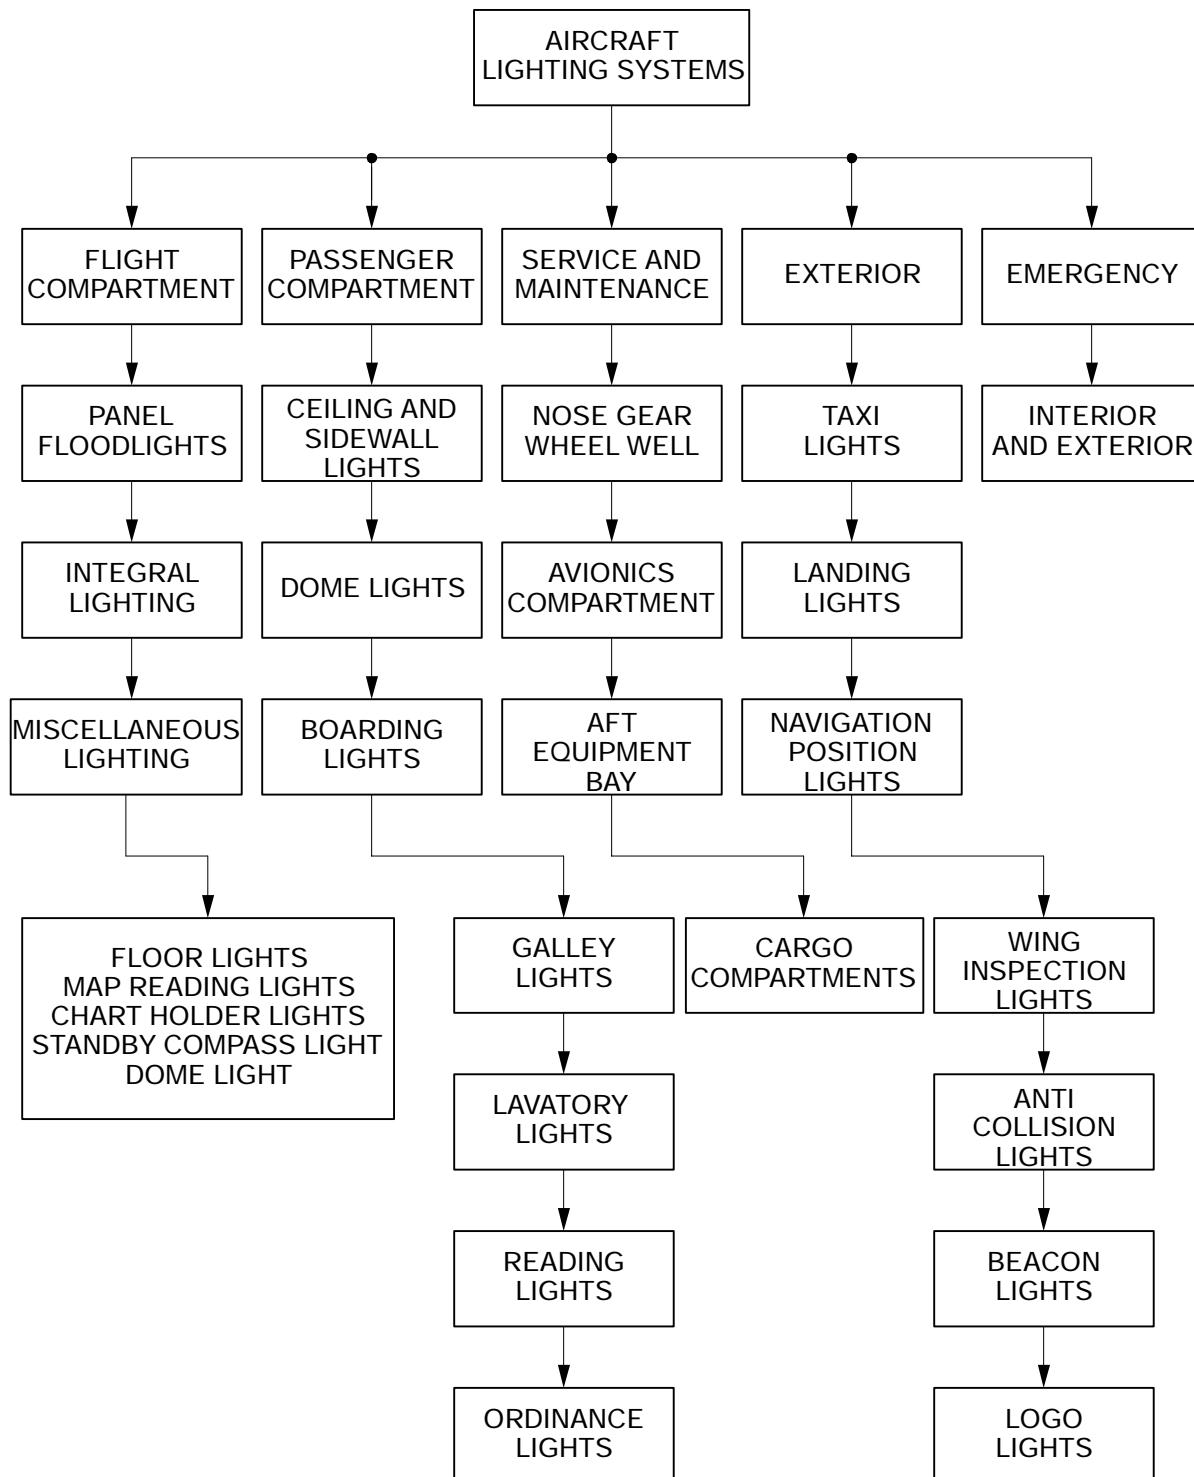 AIRCRAFT
LIGHTING SYSTEMS
FLIGHT
COMPARTMENT
PASSENGER
COMPARTMENT
SERVICE AND
MAINTENANCE
EXTERIOR
EMERGENCY
PANEL
FLOODLIGHTS
CEILING AND
SIDEWALL
LIGHTS
NOSE GEAR
WHEEL WELL
TAXI
LIGHTS
INTERIOR
AND EXTERIOR
INTEGRAL
LIGHTING
DOME LIGHTS
AVIONICS
COMPARTMENT
LANDING
LIGHTS
MISCELLANEOUS
LIGHTING
BOARDING
LIGHTS
AFT
EQUIPMENT
BAY
NAVIGATION
POSITION
LIGHTS
FLOOR LIGHTS
MAP READING LIGHTS
CHART HOLDER LIGHTS
STANDBY COMPASS LIGHT
DOME LIGHT
GALLEY
LIGHTS
CARGO
COMPARTMENTS
WING
INSPECTION
LIGHTS
LAVATORY
LIGHTS
ANTI
COLLISION
LIGHTS
READING
LIGHTS
BEACON
LIGHTS
ORDINANCE
LIGHTS
LOGO
LIGHTS